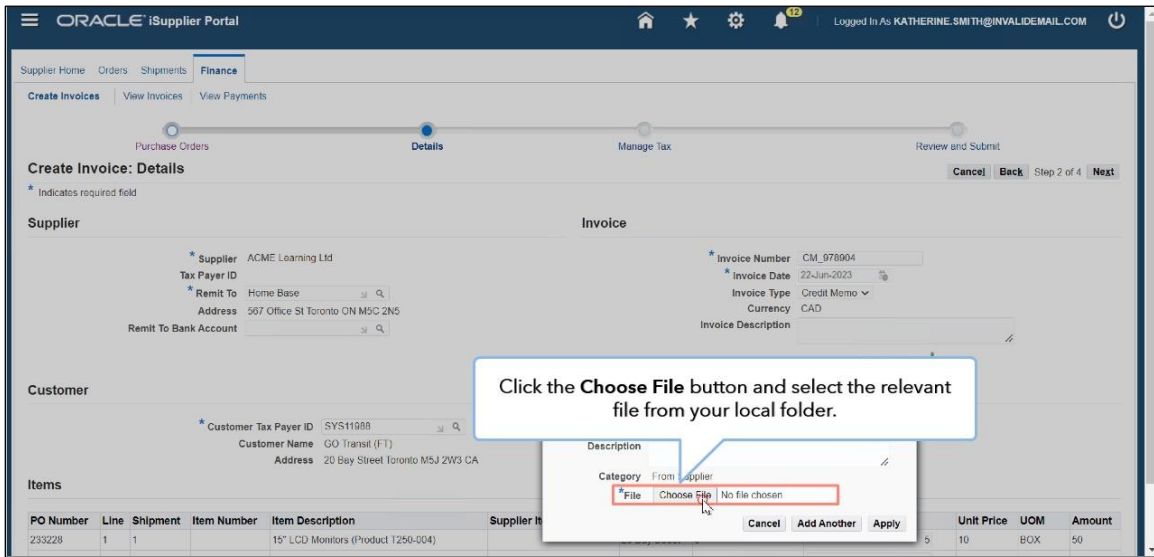 ORACLE iSupplier Portal
12
Logged In As KATHERINE.SMITH@INVALIDEMAIL.COM
Supplier Home Orders Shipments Finance
Create Invoices View Invoices View Payments
Purchase Orders Details Manage Tax Review and Submit
Create Invoice: Details
Cancel Back Step 2 of 4 Next
* Indicates required field
Supplier
Invoice
* Supplier ACME Learning Ltd
Tax Payer ID
* Remit To Home Base
Address 567 Office St Toronto ON M5C 2N5
Remit To Bank Account
* Invoice Number CM_978904
* Invoice Date 22-Jun-2023
Invoice Type Credit Memo
Currency CAD
Invoice Description
Click the Choose File button and select the relevant
file from your local folder.
Customer
* Customer Tax Payer ID SYS11988
Customer Name GO Transit (FT)
Address 20 Bay Street Toronto M5J 2W3 CA
Description
Category From Supplier
* File Choose File No file chosen
Cancel Add Another Apply
Items
PO Number Line Shipment Item Number Item Description Supplier It Unit Price UOM Amount
233228 1 1 15" LCD Monitors (Product T250-004) 5 10 BOX 50